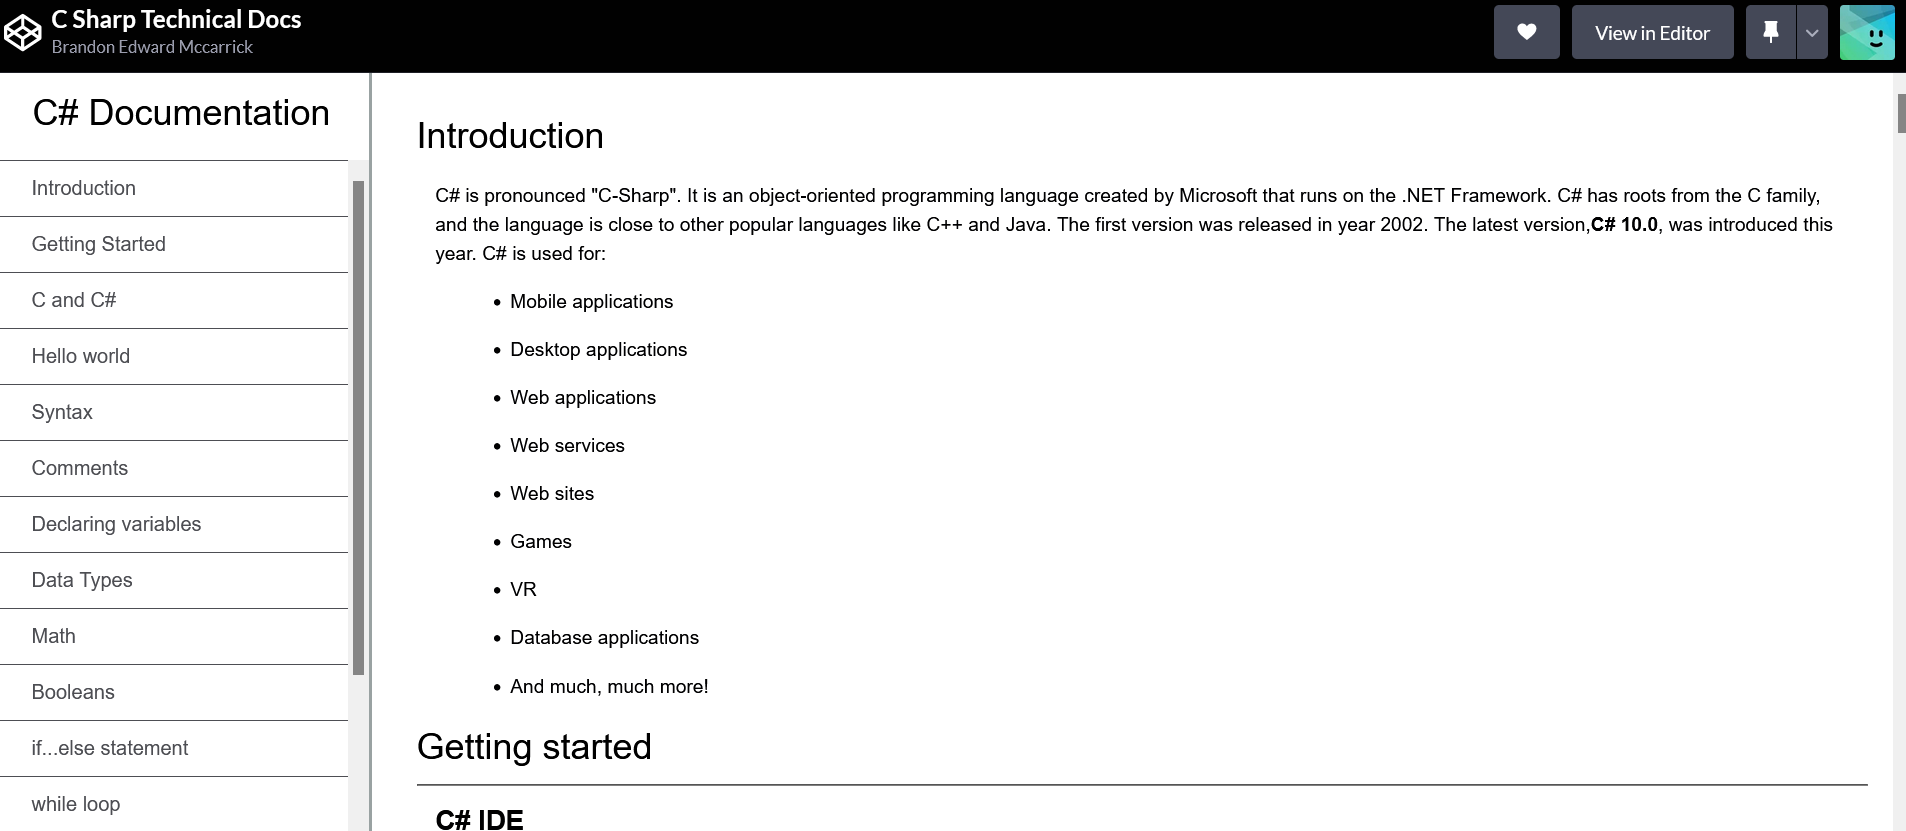 C Sharp Technical Docs
Brandon Edward Mccarrick
View in Editor
C# Documentation
Introduction
Getting Started
C and C#
Hello world
Syntax
Comments
Declaring variables
Data Types
Math
Booleans
if...else statement
while loop
Introduction
C# is pronounced "C-Sharp". It is an object-oriented programming language created by Microsoft that runs on the .NET Framework. C# has roots from the C family,
and the language is close to other popular languages like C++ and Java. The first version was released in year 2002. The latest version,C# 10.0, was introduced this
year. C# is used for:
• Mobile applications
• Desktop applications
• Web applications
• Web services
• Web sites
• Games
• VR
• Database applications
• And much, much more!
Getting started
C# IDE